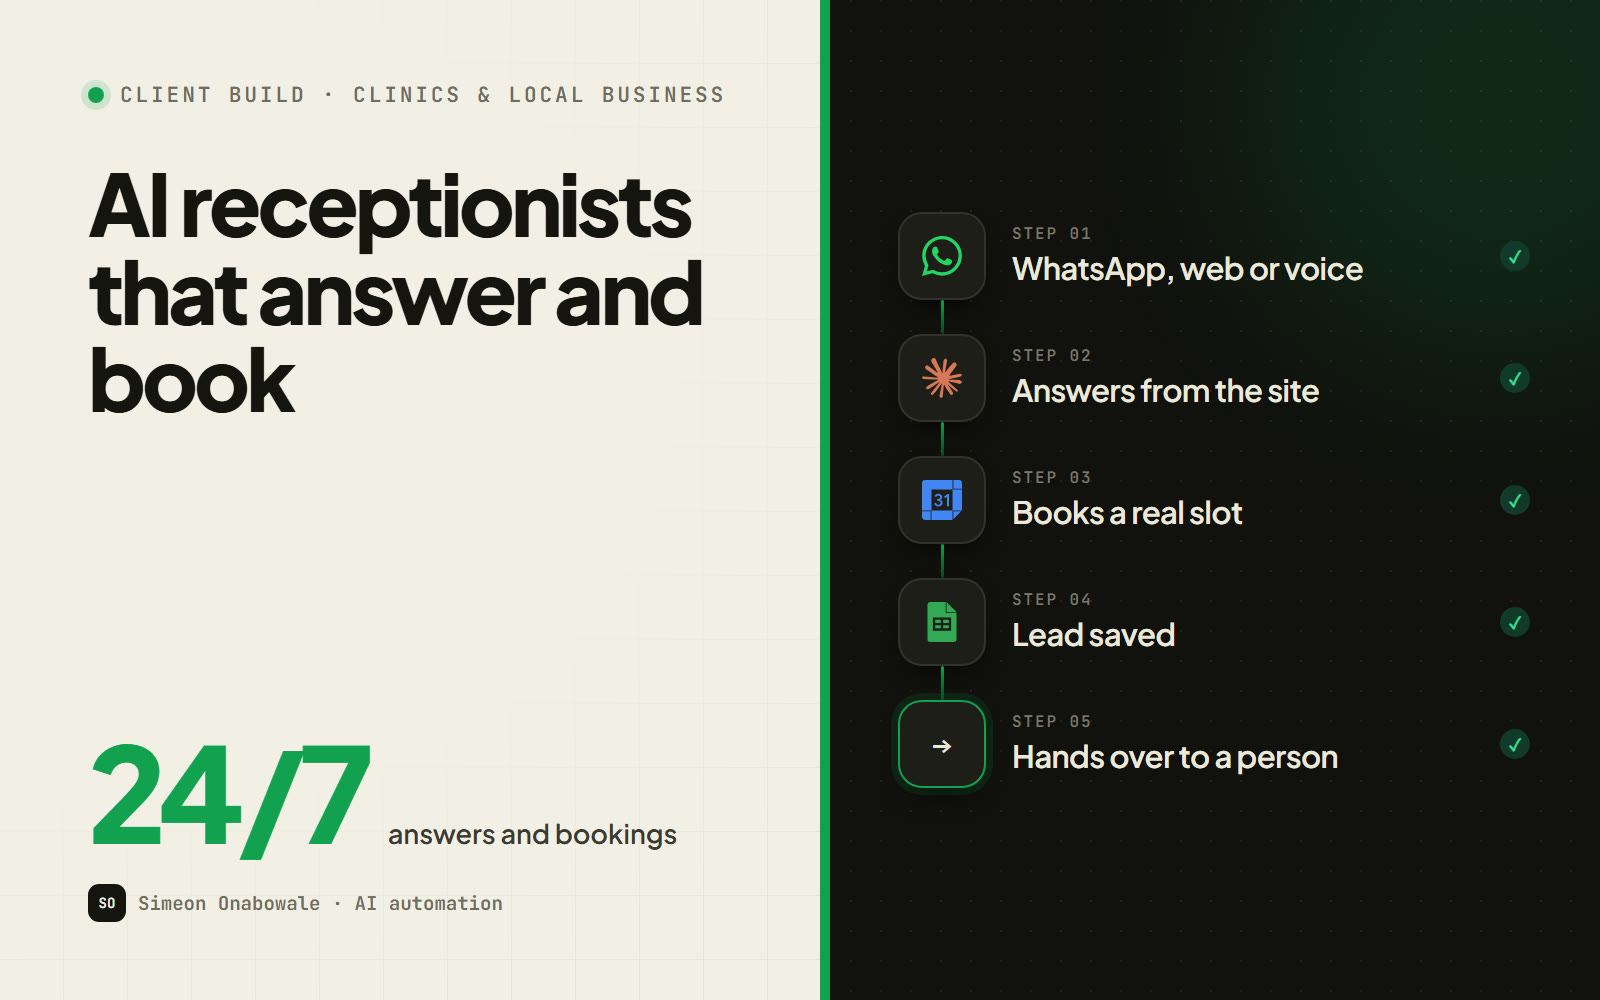 CLIENT BUILD · CLINICS & LOCAL BUSINESS
AI receptionists
that answer and
book
24/7 answers and bookings
SO Simeon Onabowale · AI automation
STEP 01
WhatsApp, web or voice
STEP 02
Answers from the site
31
STEP 03
Books a real slot
STEP 04
Lead saved
STEP 05
Hands over to a person